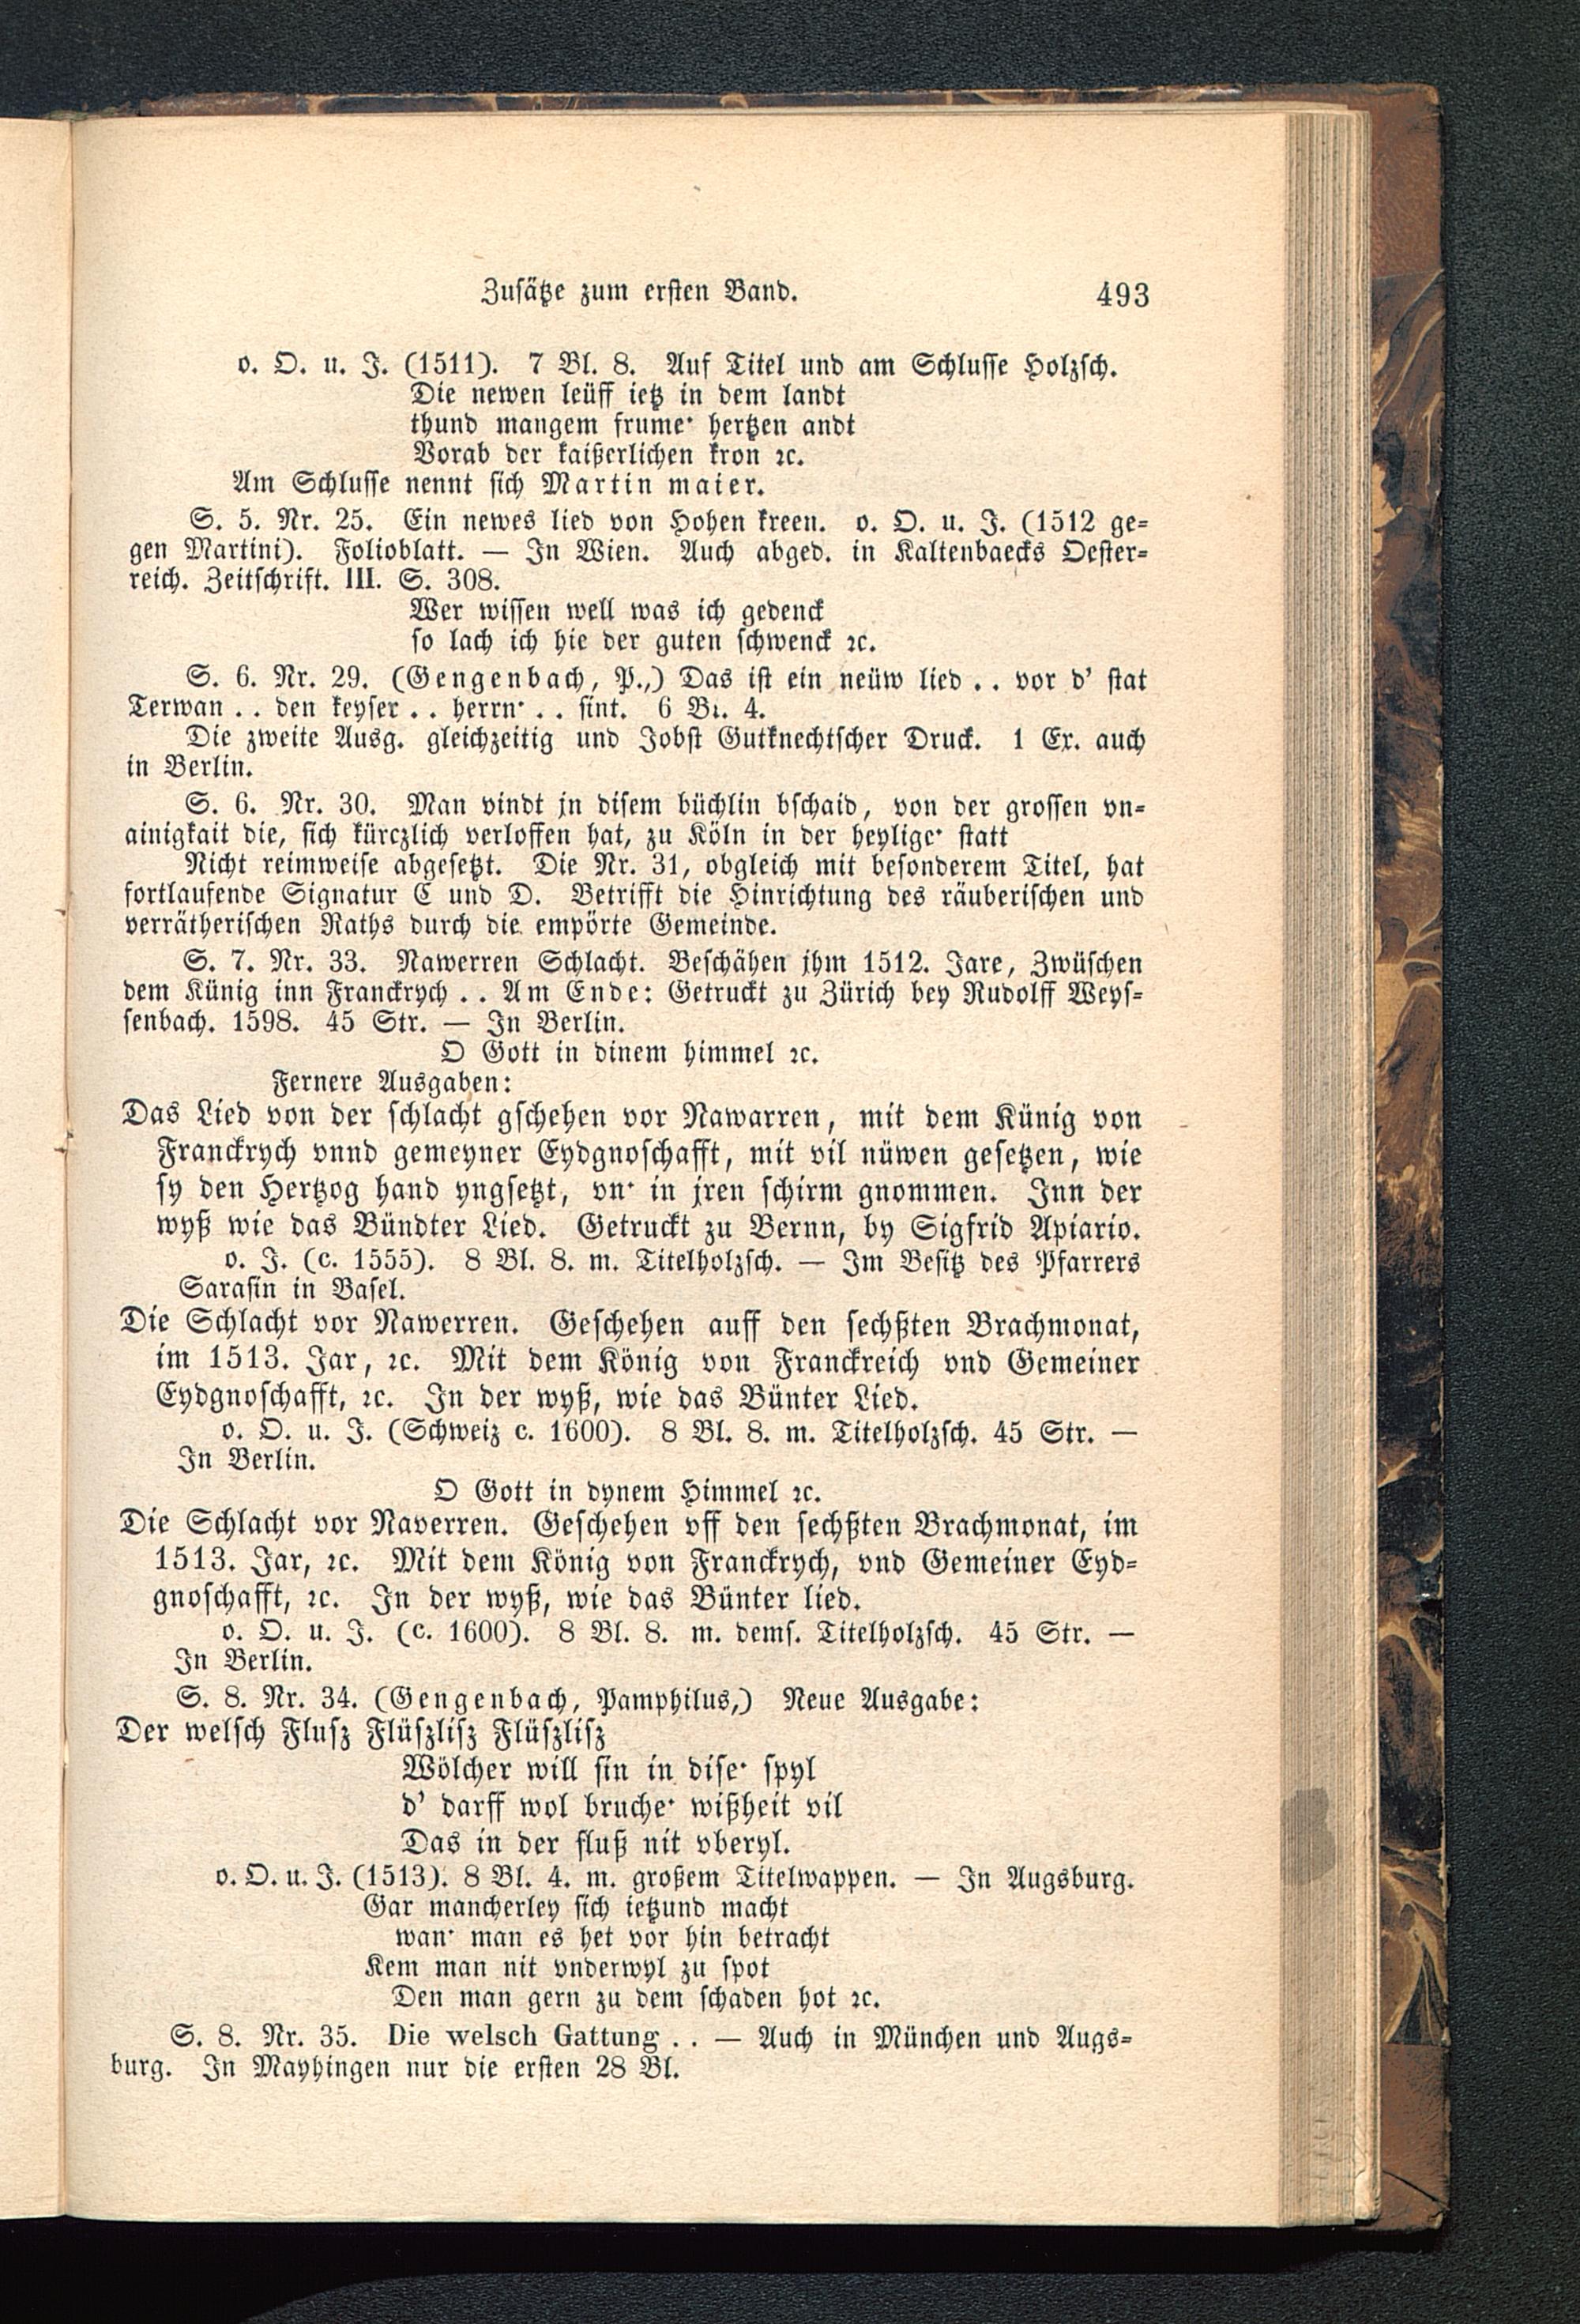 Zusätze zum ersten Band. 493
o. O. u. J. (1511). 7 Bl. 8. Auf Titel und am Schlusse Holzsch.
Die newen leüff ietz in dem landt
thund mangem frume· hertzen andt
Vorab der kaißerlichen kron ꝛc.
Am Schlusse nennt sich Martin maier.
S. 5. Nr. 25. Ein newes lied von Hohen kreen. o. O. u. J. (1512 ge-
gen Martini). Folioblatt. — In Wien. Auch abged. in Kaltenbaecks Oester-
reich. Zeitschrift. III. S. 308.
Wer wissen well was ich gedenck
so lach ich hie der guten schwenck ꝛc.
S. 6. Nr. 29. (Gengenbach, P.,) Das ist ein neüw lied . . vor d' stat
Terwan . . den keyser . . herrn· . . sint. 6 Bl. 4.
Die zweite Ausg. gleichzeitig und Jobst Gutknechtscher Druck. 1 Ex. auch
in Berlin.
S. 6. Nr. 30. Man vindt jn disem büchlin bschaid, von der grossen vn-
ainigkait die, sich kürczlich verloffen hat, zu Köln in der heylige· statt
Nicht reimweise abgesetzt. Die Nr. 31, obgleich mit besonderem Titel, hat
fortlaufende Signatur C und D. Betrifft die Hinrichtung des räuberischen und
verrätherischen Raths durch die empörte Gemeinde.
S. 7. Nr. 33. Nawerren Schlacht. Beschähen jhm 1512. Jare, Zwüschen
dem Künig inn Franckrych . . Am Ende: Getruckt zu Zürich bey Rudolff Weys-
senbach. 1598. 45 Str. — In Berlin.
O Gott in dinem himmel ꝛc.
Fernere Ausgaben:
Das Lied von der schlacht gschehen vor Nawarren, mit dem Künig von
Franckrych vnnd gemeyner Eydgnoschafft, mit vil nüwen gesetzen, wie
sy den Hertzog hand yngsetzt, vn· in jren schirm gnommen. Inn der
wyß wie das Bündter Lied. Getruckt zu Bernn, by Sigfrid Apiario.
o. J. (c. 1555). 8 Bl. 8. m. Titelholzsch. — Im Besitz des Pfarrers
Sarasin in Basel.
Die Schlacht vor Nawerren. Geschehen auff den sechßten Brachmonat,
im 1513. Jar, ꝛc. Mit dem König von Franckreich vnd Gemeiner
Eydgnoschafft, ꝛc. In der wyß, wie das Bünter Lied.
o. O. u. J. (Schweiz c. 1600). 8 Bl. 8. m. Titelholzsch. 45 Str. —
In Berlin.
O Gott in dynem Himmel ꝛc.
Die Schlacht vor Naverren. Geschehen vff den sechßten Brachmonat, im
1513. Jar, ꝛc. Mit dem König von Franckrych, vnd Gemeiner Eyd-
gnoschafft, ꝛc. In der wyß, wie das Bünter lied.
o. O. u. J. (c. 1600). 8 Bl. 8. m. dems. Titelholzsch. 45 Str. —
In Berlin.
S. 8. Nr. 34. (Gengenbach, Pamphilus,) Neue Ausgabe:
Der welsch Flusz Flüszlisz Flüszlisz
Wölcher will sin in dise· spyl
d' darff wol bruche· wißheit vil
Das in der fluß nit vberyl.
o. O. u. J. (1513). 8 Bl. 4. m. großem Titelwappen. — In Augsburg.
Gar mancherley sich ietzund macht
wan· man es het vor hin betracht
Kem man nit vnderwyl zu spot
Den man gern zu dem schaden hot ꝛc.
S. 8. Nr. 35. Die welsch Gattung . . — Auch in München und Augs-
burg. In Mayhingen nur die ersten 28 Bl.